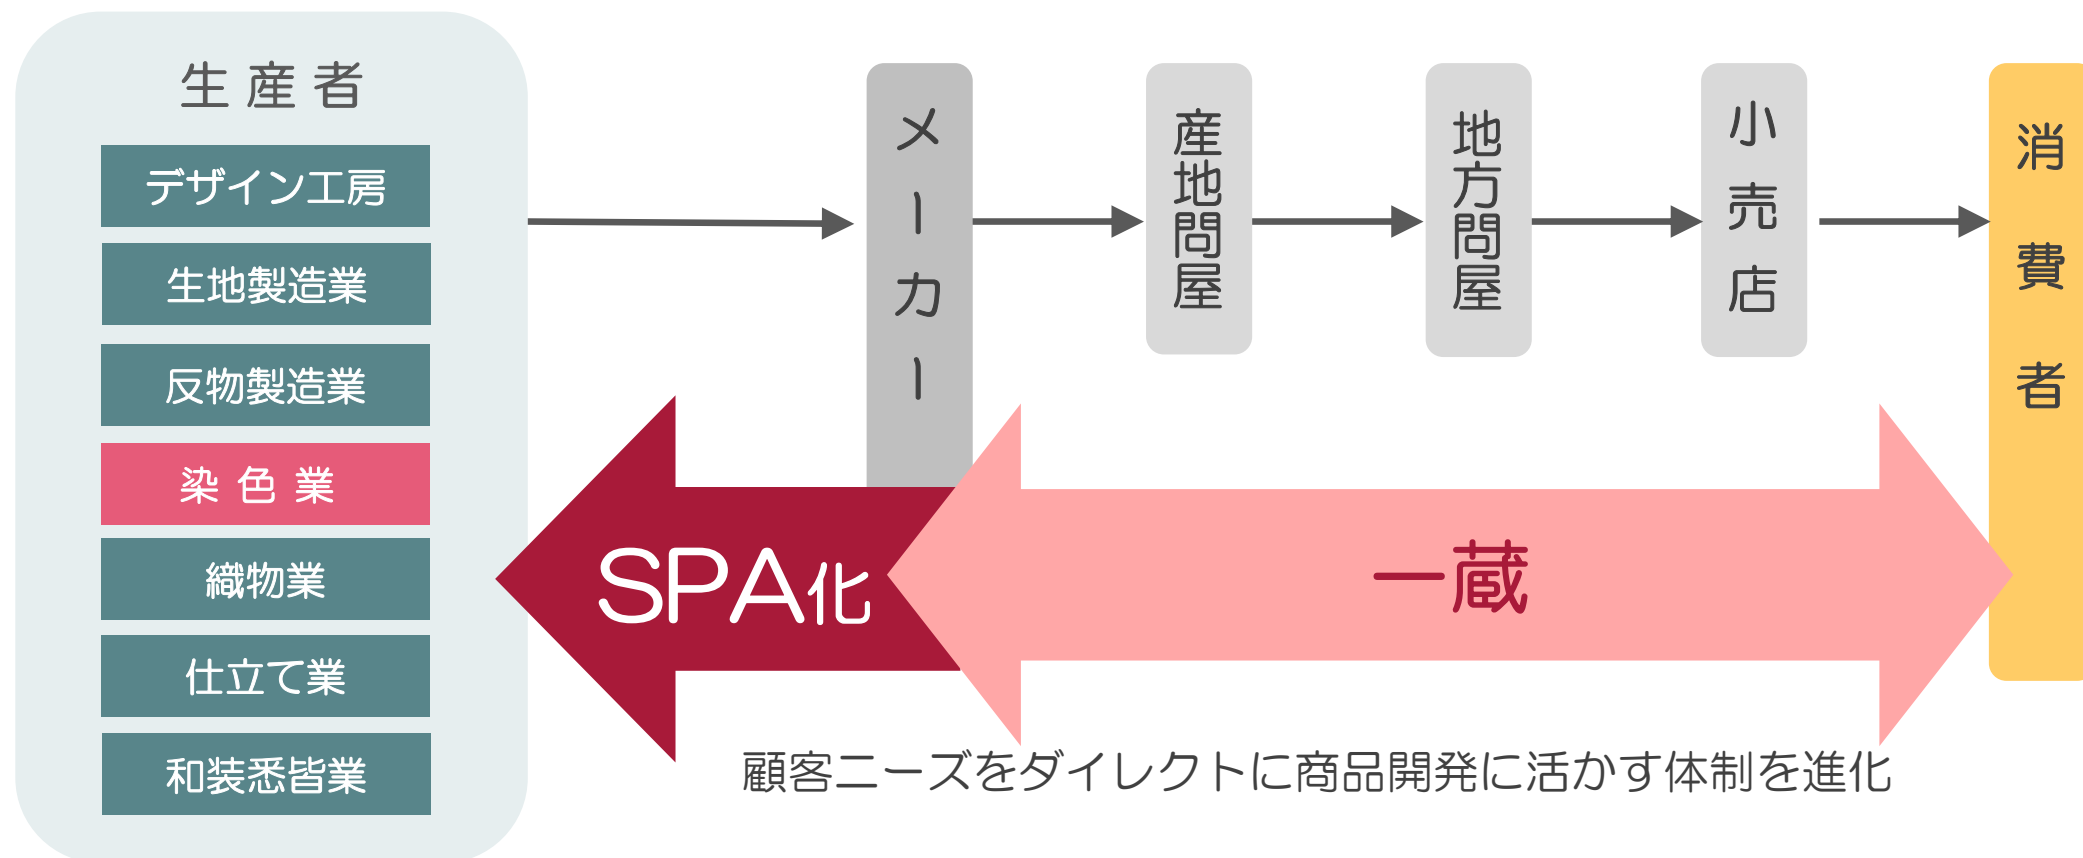 生産者
デザイン工房
生地製造業
反物製造業
染色業
織物業
仕立て業
和装悉皆業
メーカー
産地問屋
地方問屋
小売店
消費者
SPA化
一蔵
顧客ニーズをダイレクトに商品開発に活かす体制を進化